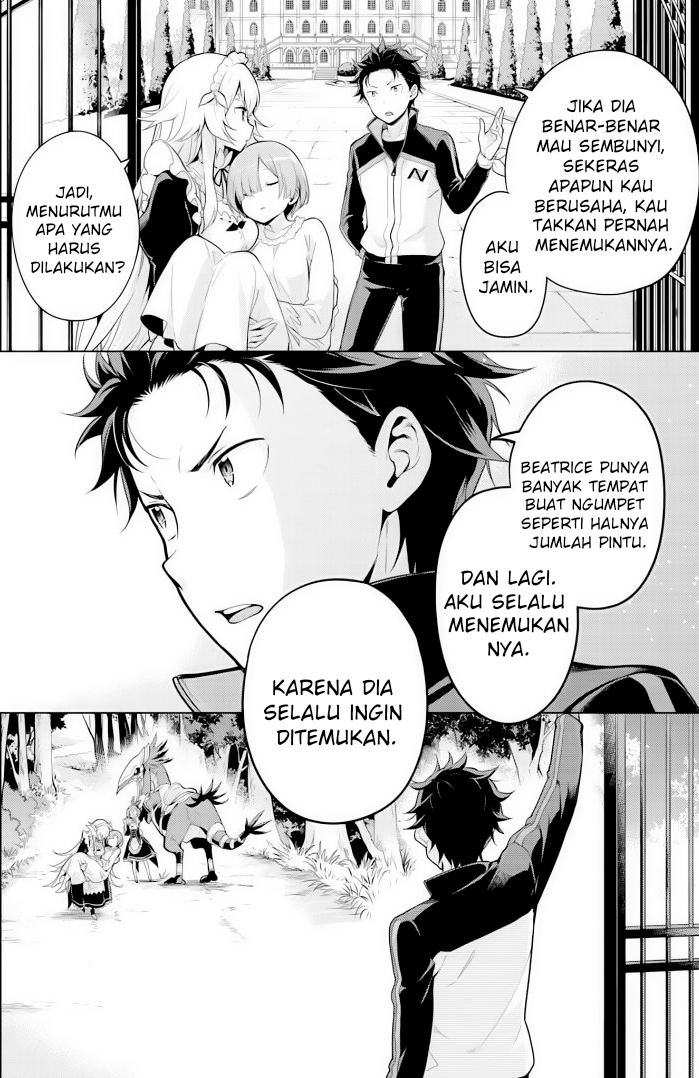 JIKA DIA
BENAR-BENAR
MAU SEMBUNYI,
SEKERAS
APAPUN KAU
BERUSAHA, KAU
TAKKAN PERNAH
MENEMUKANNYA.
AKU
BISA
JAMIN.
JADI,
MENURUTMU
APA YANG
HARUS
DILAKUKAN?
BEATRICE PUNYA
BANYAK TEMPAT
BUAT NGUMPET
SEPERTI HALNYA
JUMLAH PINTU.
DAN LAGI.
AKU SELALU
MENEMUKAN
NYA.
KARENA DIA
SELALU INGIN
DITEMUKAN.